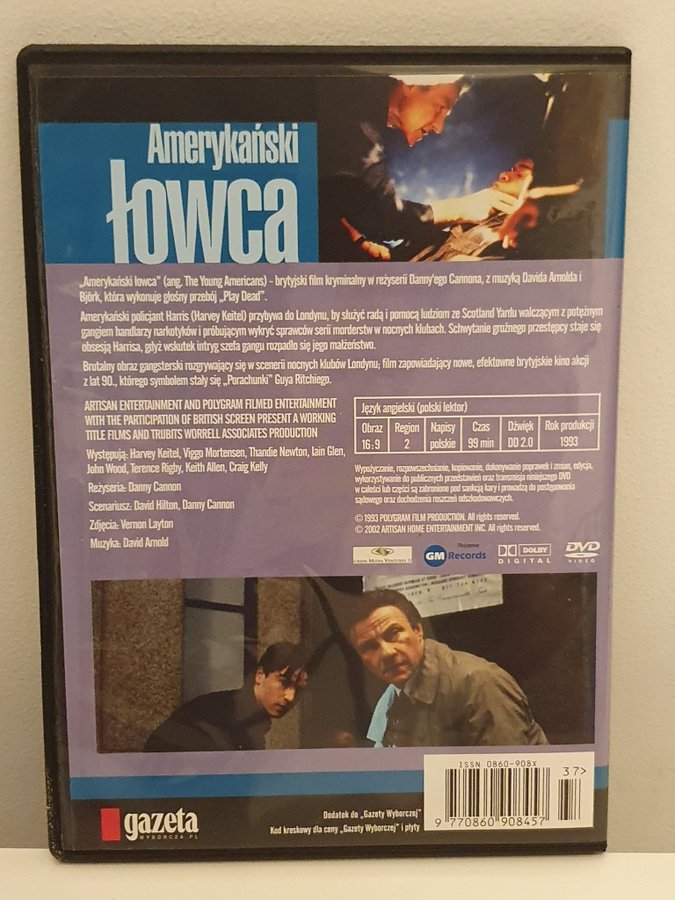 Amerykański
łowca
„Amerykański łowca” (ang. The Young Americans) - brytyjski film kryminalny w reżyserii Danny'ego Cannona, z muzyką Davida Arnolda i
Björk, która wykonuje głośny przebój „Play Dead”.
Amerykański policjant Harris (Harvey Keitel) przybywa do Londynu, by służyć radą i pomocą ludziom ze Scotland Yardu walczącym z potężnym
gangiem handlarzy narkotyków i próbującym wykryć sprawców serii morderstw w nocnych klubach. Schwytanie groźnego przestępcy staje się
obsesją Harrisa, gdyż wskutek intryg szefa gangu rozpadło się jego małżeństwo.
Brutalny obraz gangsterski rozgrywający się w scenerii nocnych klubów Londynu; film zapowiadający nowe, efektowne brytyjskie kino akcji
z lat 90., którego symbolem stały się „Porachunki” Guya Ritchiego.
ARTISAN ENTERTAINMENT AND POLYGRAM FILMED ENTERTAINMENT
WITH THE PARTICIPATION OF BRITISH SCREEN PRESENT A WORKING
TITLE FILMS AND TRUBITS WORRELL ASSOCIATES PRODUCTION
Występują: Harvey Keitel, Viggo Mortensen, Thandie Newton, Iain Glen,
John Wood, Terence Rigby, Keith Allen, Craig Kelly
Reżyseria: Danny Cannon
Scenariusz: David Hilton, Danny Cannon
Zdjęcia: Vernon Layton
Muzyka: David Arnold
Język angielski (polski lektor)
Obraz Region Napisy Czas Dźwięk Rok produkcji
16:9 2 polskie 99 min DD 2.0 1993
Wypożyczanie, rozpowszechnianie, kopiowanie, dokonywanie poprawek i zmian, edycja,
wykorzystywanie do publicznych przedstawień oraz transmisja niniejszego DVD
w całości lub części są zabronione pod sankcją kary i prowadzą do postępowania
sądowego oraz dochodzenia roszczeń odszkodowawczych.
© 1993 POLYGRAM FILM PRODUCTION. All rights reserved.
© 2002 ARTISAN HOME ENTERTAINMENT INC. All rights reserved.
GM Records
DOLBY
DIGITAL
DVD
VIDEO
gazeta
WYBORCZA.PL
Dodatek do „Gazety Wyborczej”
Kod kreskowy dla ceny „Gazety Wyborczej” i płyty
ISSN 0860-908X
37>
9 770860 908457